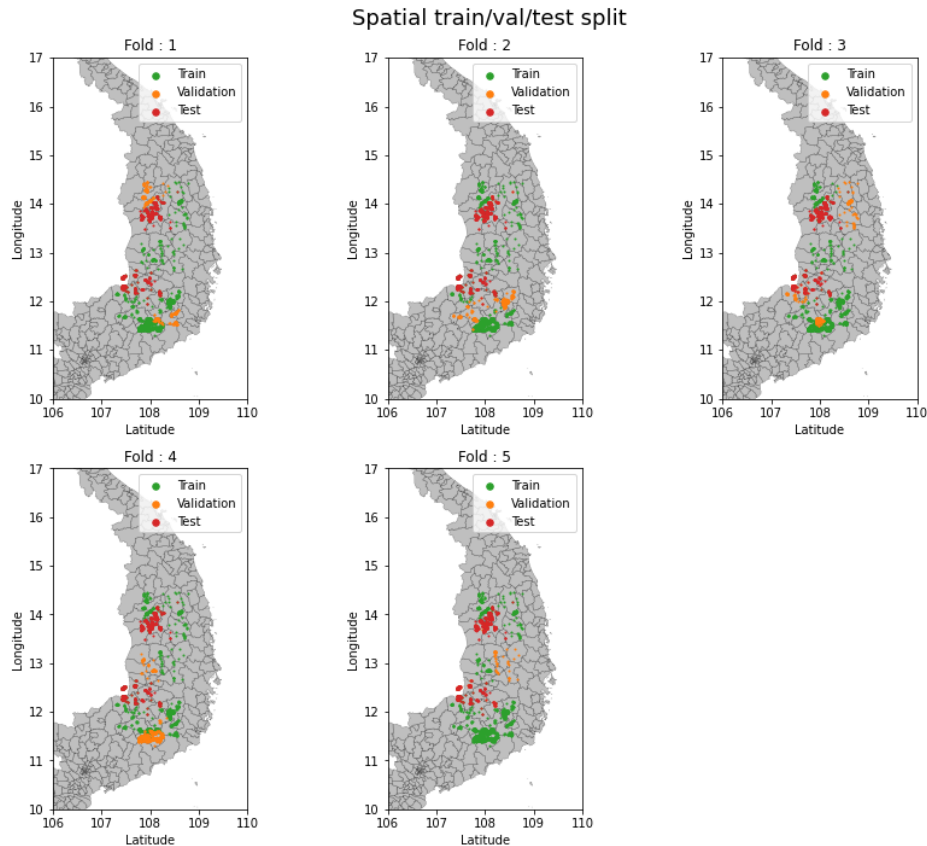 Spatial train/val/test split
Fold : 1
Train
Validation
Test
17
16
15
14
13
12
11
10
Longitude
106
107
108
109
110
Latitude
Fold : 2
Train
Validation
Test
17
16
15
14
13
12
11
10
Longitude
106
107
108
109
110
Latitude
Fold : 3
Train
Validation
Test
17
16
15
14
13
12
11
10
Longitude
106
107
108
109
110
Latitude
Fold : 4
Train
Validation
Test
17
16
15
14
13
12
11
10
Longitude
106
107
108
109
110
Latitude
Fold : 5
Train
Validation
Test
17
16
15
14
13
12
11
10
Longitude
106
107
108
109
110
Latitude